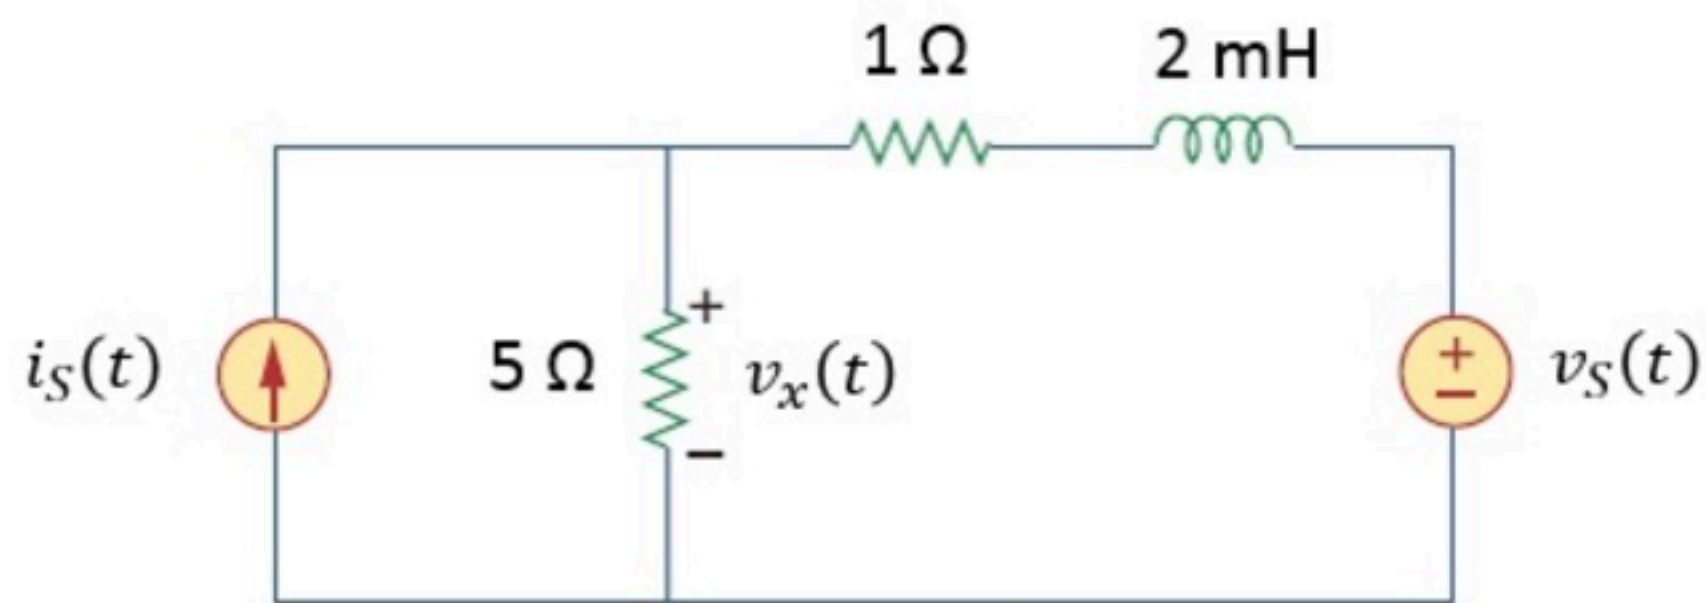 1 Ω
2 mH
i_S(t)
5 Ω
+
v_x(t)
−
+
−
v_S(t)